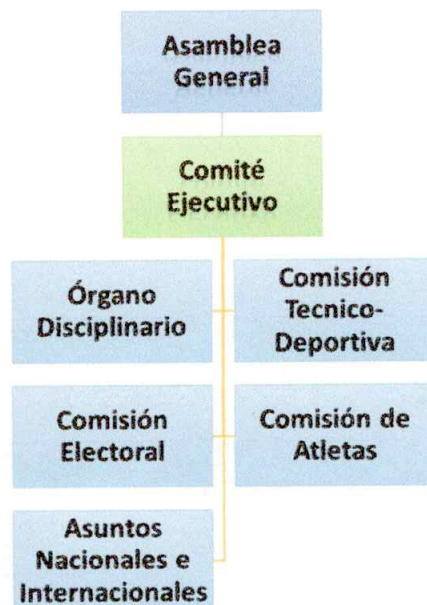 Asamblea
General
Comité
Ejecutivo
Órgano
Disciplinario
Comisión
Tecnico-
Deportiva
Comisión
Electoral
Comisión de
Atletas
Asuntos
Nacionales e
Internacionales